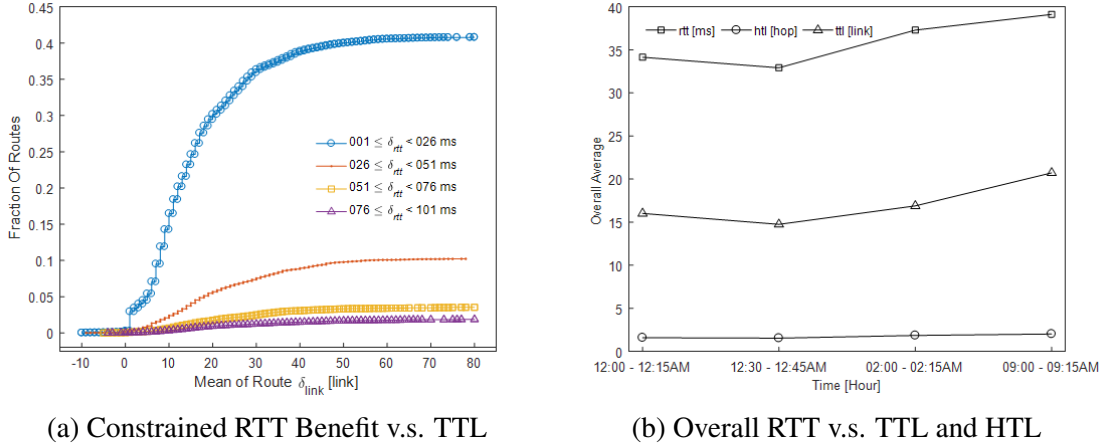 0.45
0.4
0.35
0.3
0.25
0.2
0.15
0.1
0.05
0
Fraction Of Routes
001 ≤ δrtt < 026 ms
026 ≤ δrtt < 051 ms
051 ≤ δrtt < 076 ms
076 ≤ δrtt < 101 ms
-10 0 10 20 30 40 50 60 70 80
Mean of Route δlink [link]
(a) Constrained RTT Benefit v.s. TTL
40
35
30
25
20
15
10
5
0
Overall Average
rtt [ms] htl [hop] ttl [link]
12:00 - 12:15AM 12:30 - 12:45AM 02:00 - 02:15AM 09:00 - 09:15AM
Time [Hour]
(b) Overall RTT v.s. TTL and HTL